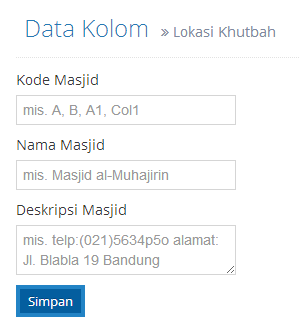 Data Kolom » Lokasi Khutbah
Kode Masjid
mis. A, B, A1, Col1
Nama Masjid
mis. Masjid al-Muhajirin
Deskripsi Masjid
mis. telp:(021)5634p5o alamat:
Jl. Blabla 19 Bandung
Simpan